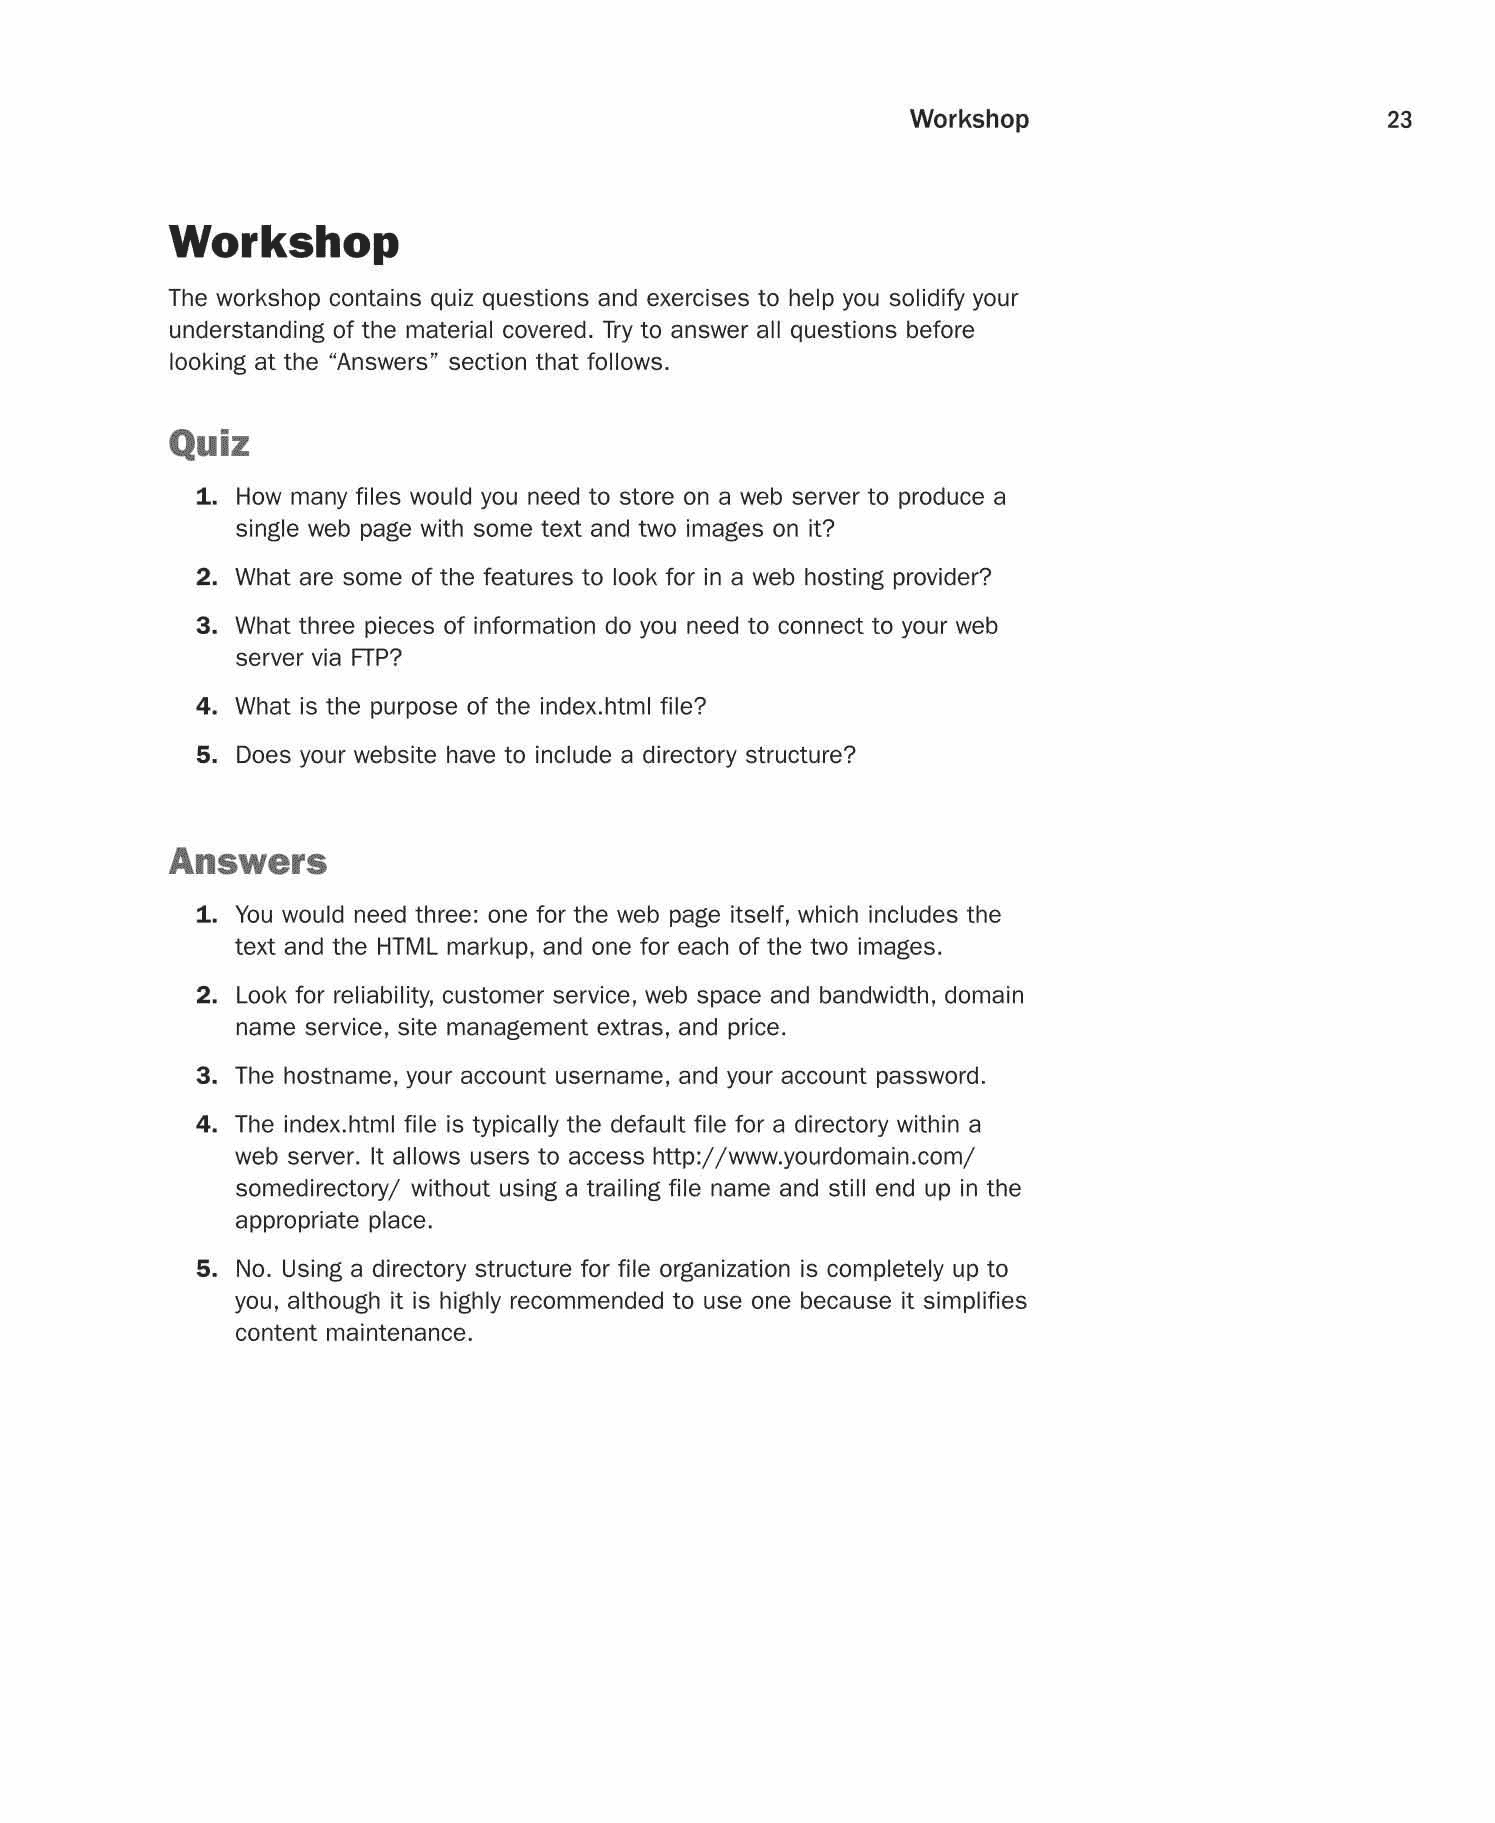 Workshop 23
Workshop
The workshop contains quiz questions and exercises to help you solidify your
understanding of the material covered. Try to answer all questions before
looking at the “Answers” section that follows.
Quiz
1. How many files would you need to store on a web server to produce a
single web page with some text and two images on it?
2. What are some of the features to look for in a web hosting provider?
3. What three pieces of information do you need to connect to your web
server via FTP?
4. What is the purpose of the index.html file?
5. Does your website have to include a directory structure?
Answers
1. You would need three: one for the web page itself, which includes the
text and the HTML markup, and one for each of the two images.
2. Look for reliability, customer service, web space and bandwidth, domain
name service, site management extras, and price.
3. The hostname, your account username, and your account password.
4. The index.html file is typically the default file for a directory within a
web server. It allows users to access http://www.yourdomain.com/
somedirectory/ without using a trailing file name and still end up in the
appropriate place.
5. No. Using a directory structure for file organization is completely up to
you, although it is highly recommended to use one because it simplifies
content maintenance.